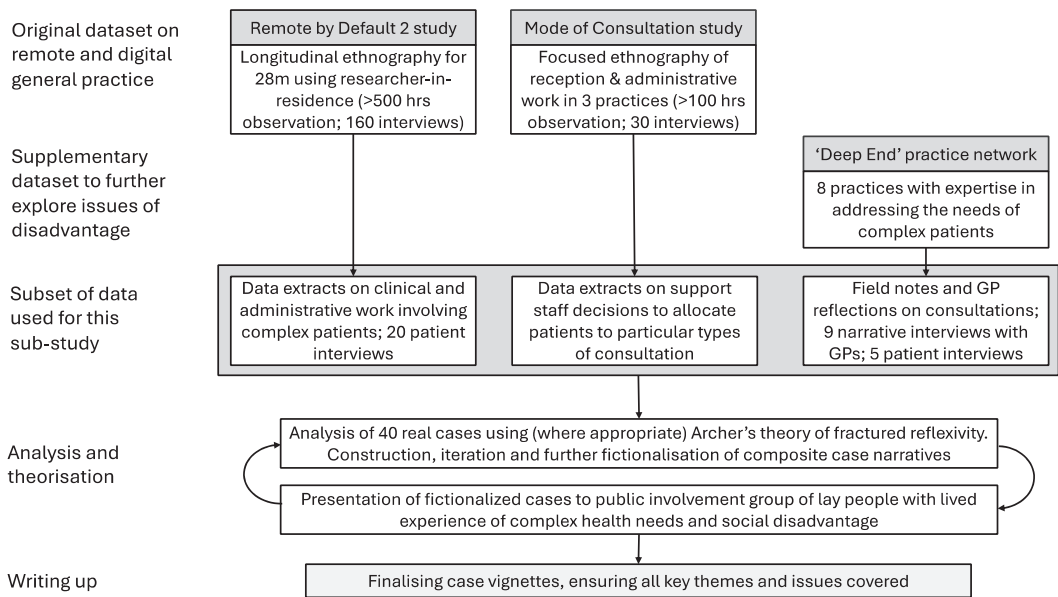 Original dataset on
remote and digital
general practice
Remote by Default 2 study
Longitudinal ethnography for
28m using researcher-in-
residence (>500 hrs
observation; 160 interviews)
Mode of Consultation study
Focused ethnography of
reception & administrative
work in 3 practices (>100 hrs
observation; 30 interviews)
Supplementary
dataset to further
explore issues of
disadvantage
‘Deep End’ practice network
8 practices with expertise in
addressing the needs of
complex patients
Subset of data
used for this
sub-study
Data extracts on clinical and
administrative work involving
complex patients; 20 patient
interviews
Data extracts on support
staff decisions to allocate
patients to particular types of
consultation
Field notes and GP
reflections on consultations;
9 narrative interviews with
GPs; 5 patient interviews
Analysis and
theorisation
Analysis of 40 real cases using (where appropriate) Archer’s theory of fractured reflexivity.
Construction, iteration and further fictionalisation of composite case narratives
Presentation of fictionalized cases to public involvement group of lay people with lived
experience of complex health needs and social disadvantage
Writing up
Finalising case vignettes, ensuring all key themes and issues covered